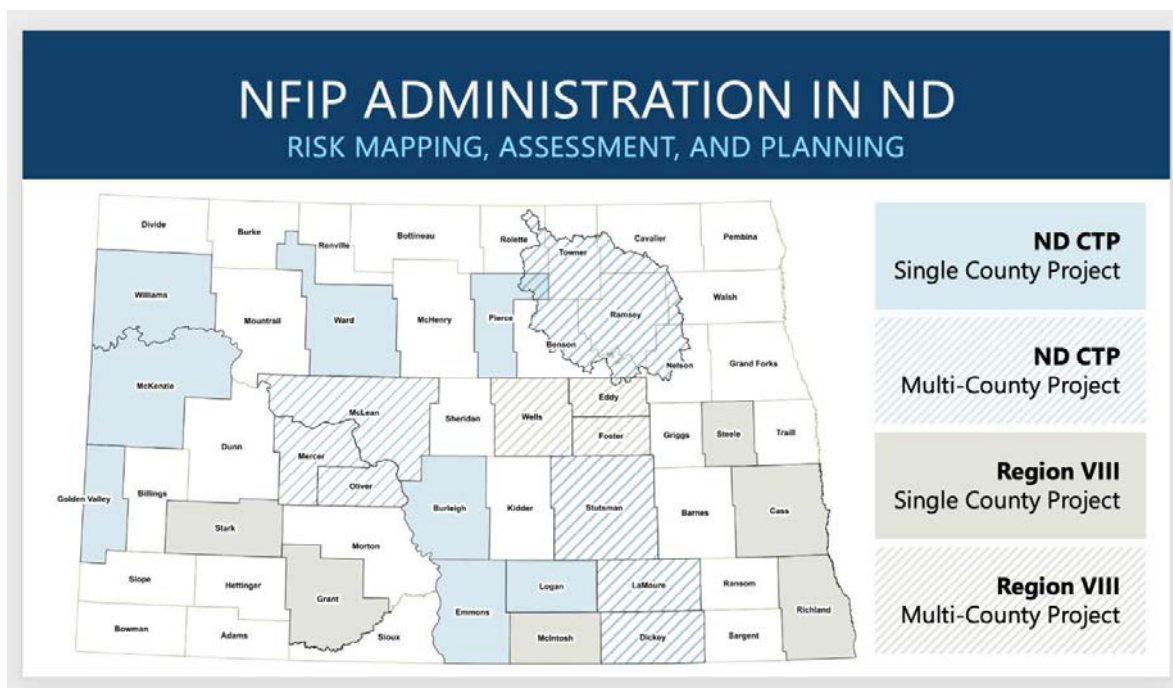 NFIP ADMINISTRATION IN ND
RISK MAPPING, ASSESSMENT, AND PLANNING
Divide
Burke
Renville
Bottineau
Rolette
Towner
Cavalier
Pembina
Williams
Mountrail
Ward
McHenry
Pierce
Ramsey
Walsh
Benson
Nelson
Grand Forks
McKenzie
McLean
Sheridan
Wells
Eddy
Foster
Griggs
Steele
Traill
Dunn
Mercer
Oliver
Golden Valley
Billings
Burleigh
Kidder
Stutsman
Barnes
Cass
Stark
Morton
Slope
Hettinger
Grant
Emmons
Logan
LaMoure
Ransom
Richland
Bowman
Adams
Sioux
McIntosh
Dickey
Sargent
ND CTP
Single County Project
ND CTP
Multi-County Project
Region VIII
Single County Project
Region VIII
Multi-County Project